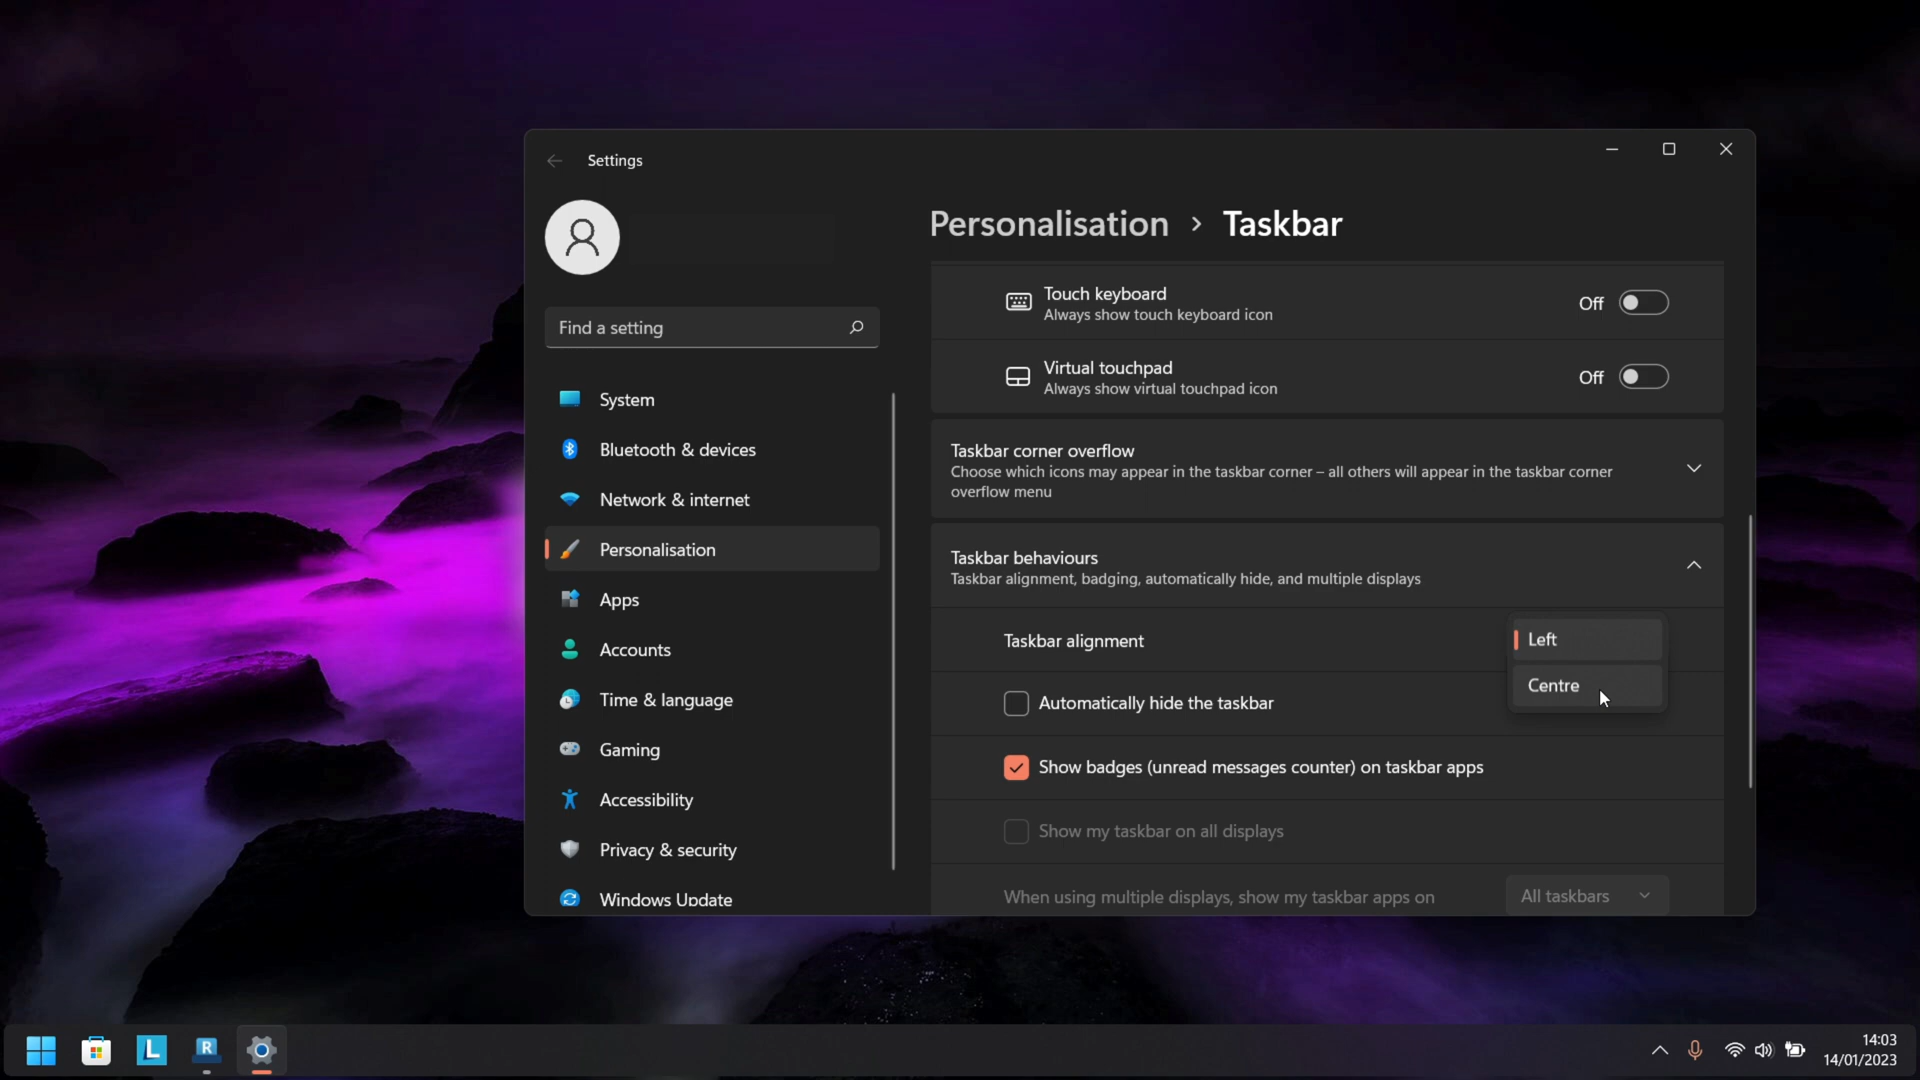 Settings
Find a setting
System
Bluetooth & devices
Network & internet
Personalisation
Apps
Accounts
Time & language
Gaming
Accessibility
Privacy & security
Windows Update
Personalisation > Taskbar
Touch keyboard
Always show touch keyboard icon
Off
Virtual touchpad
Always show virtual touchpad icon
Off
Taskbar corner overflow
Choose which icons may appear in the taskbar corner – all others will appear in the taskbar corner
overflow menu
Taskbar behaviours
Taskbar alignment, badging, automatically hide, and multiple displays
Taskbar alignment
Left
Centre
Automatically hide the taskbar
Show badges (unread messages counter) on taskbar apps
Show my taskbar on all displays
When using multiple displays, show my taskbar apps on
All taskbars
L
R
14:03
14/01/2023